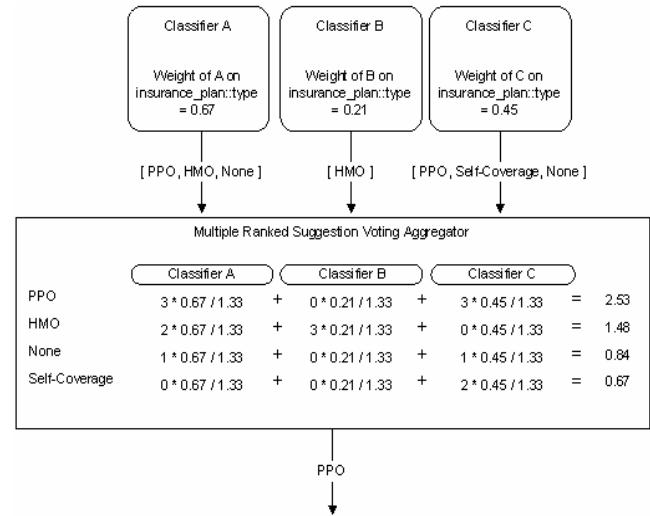 Classifier A
Weight of A on
insurance_plan::type
= 0.67
Classifier B
Weight of B on
insurance_plan::type
= 0.21
Classifier C
Weight of C on
insurance_plan::type
= 0.45
[ PPO, HMO, None ]
[ HMO ]
[ PPO, Self-Coverage, None ]
Multiple Ranked Suggestion Voting Aggregator
Classifier A Classifier B Classifier C
PPO 3 * 0.67 / 1.33 + 0 * 0.21 / 1.33 + 3 * 0.45 / 1.33 = 2.53
HMO 2 * 0.67 / 1.33 + 3 * 0.21 / 1.33 + 0 * 0.45 / 1.33 = 1.48
None 1 * 0.67 / 1.33 + 0 * 0.21 / 1.33 + 1 * 0.45 / 1.33 = 0.84
Self-Coverage 0 * 0.67 / 1.33 + 0 * 0.21 / 1.33 + 2 * 0.45 / 1.33 = 0.67
PPO